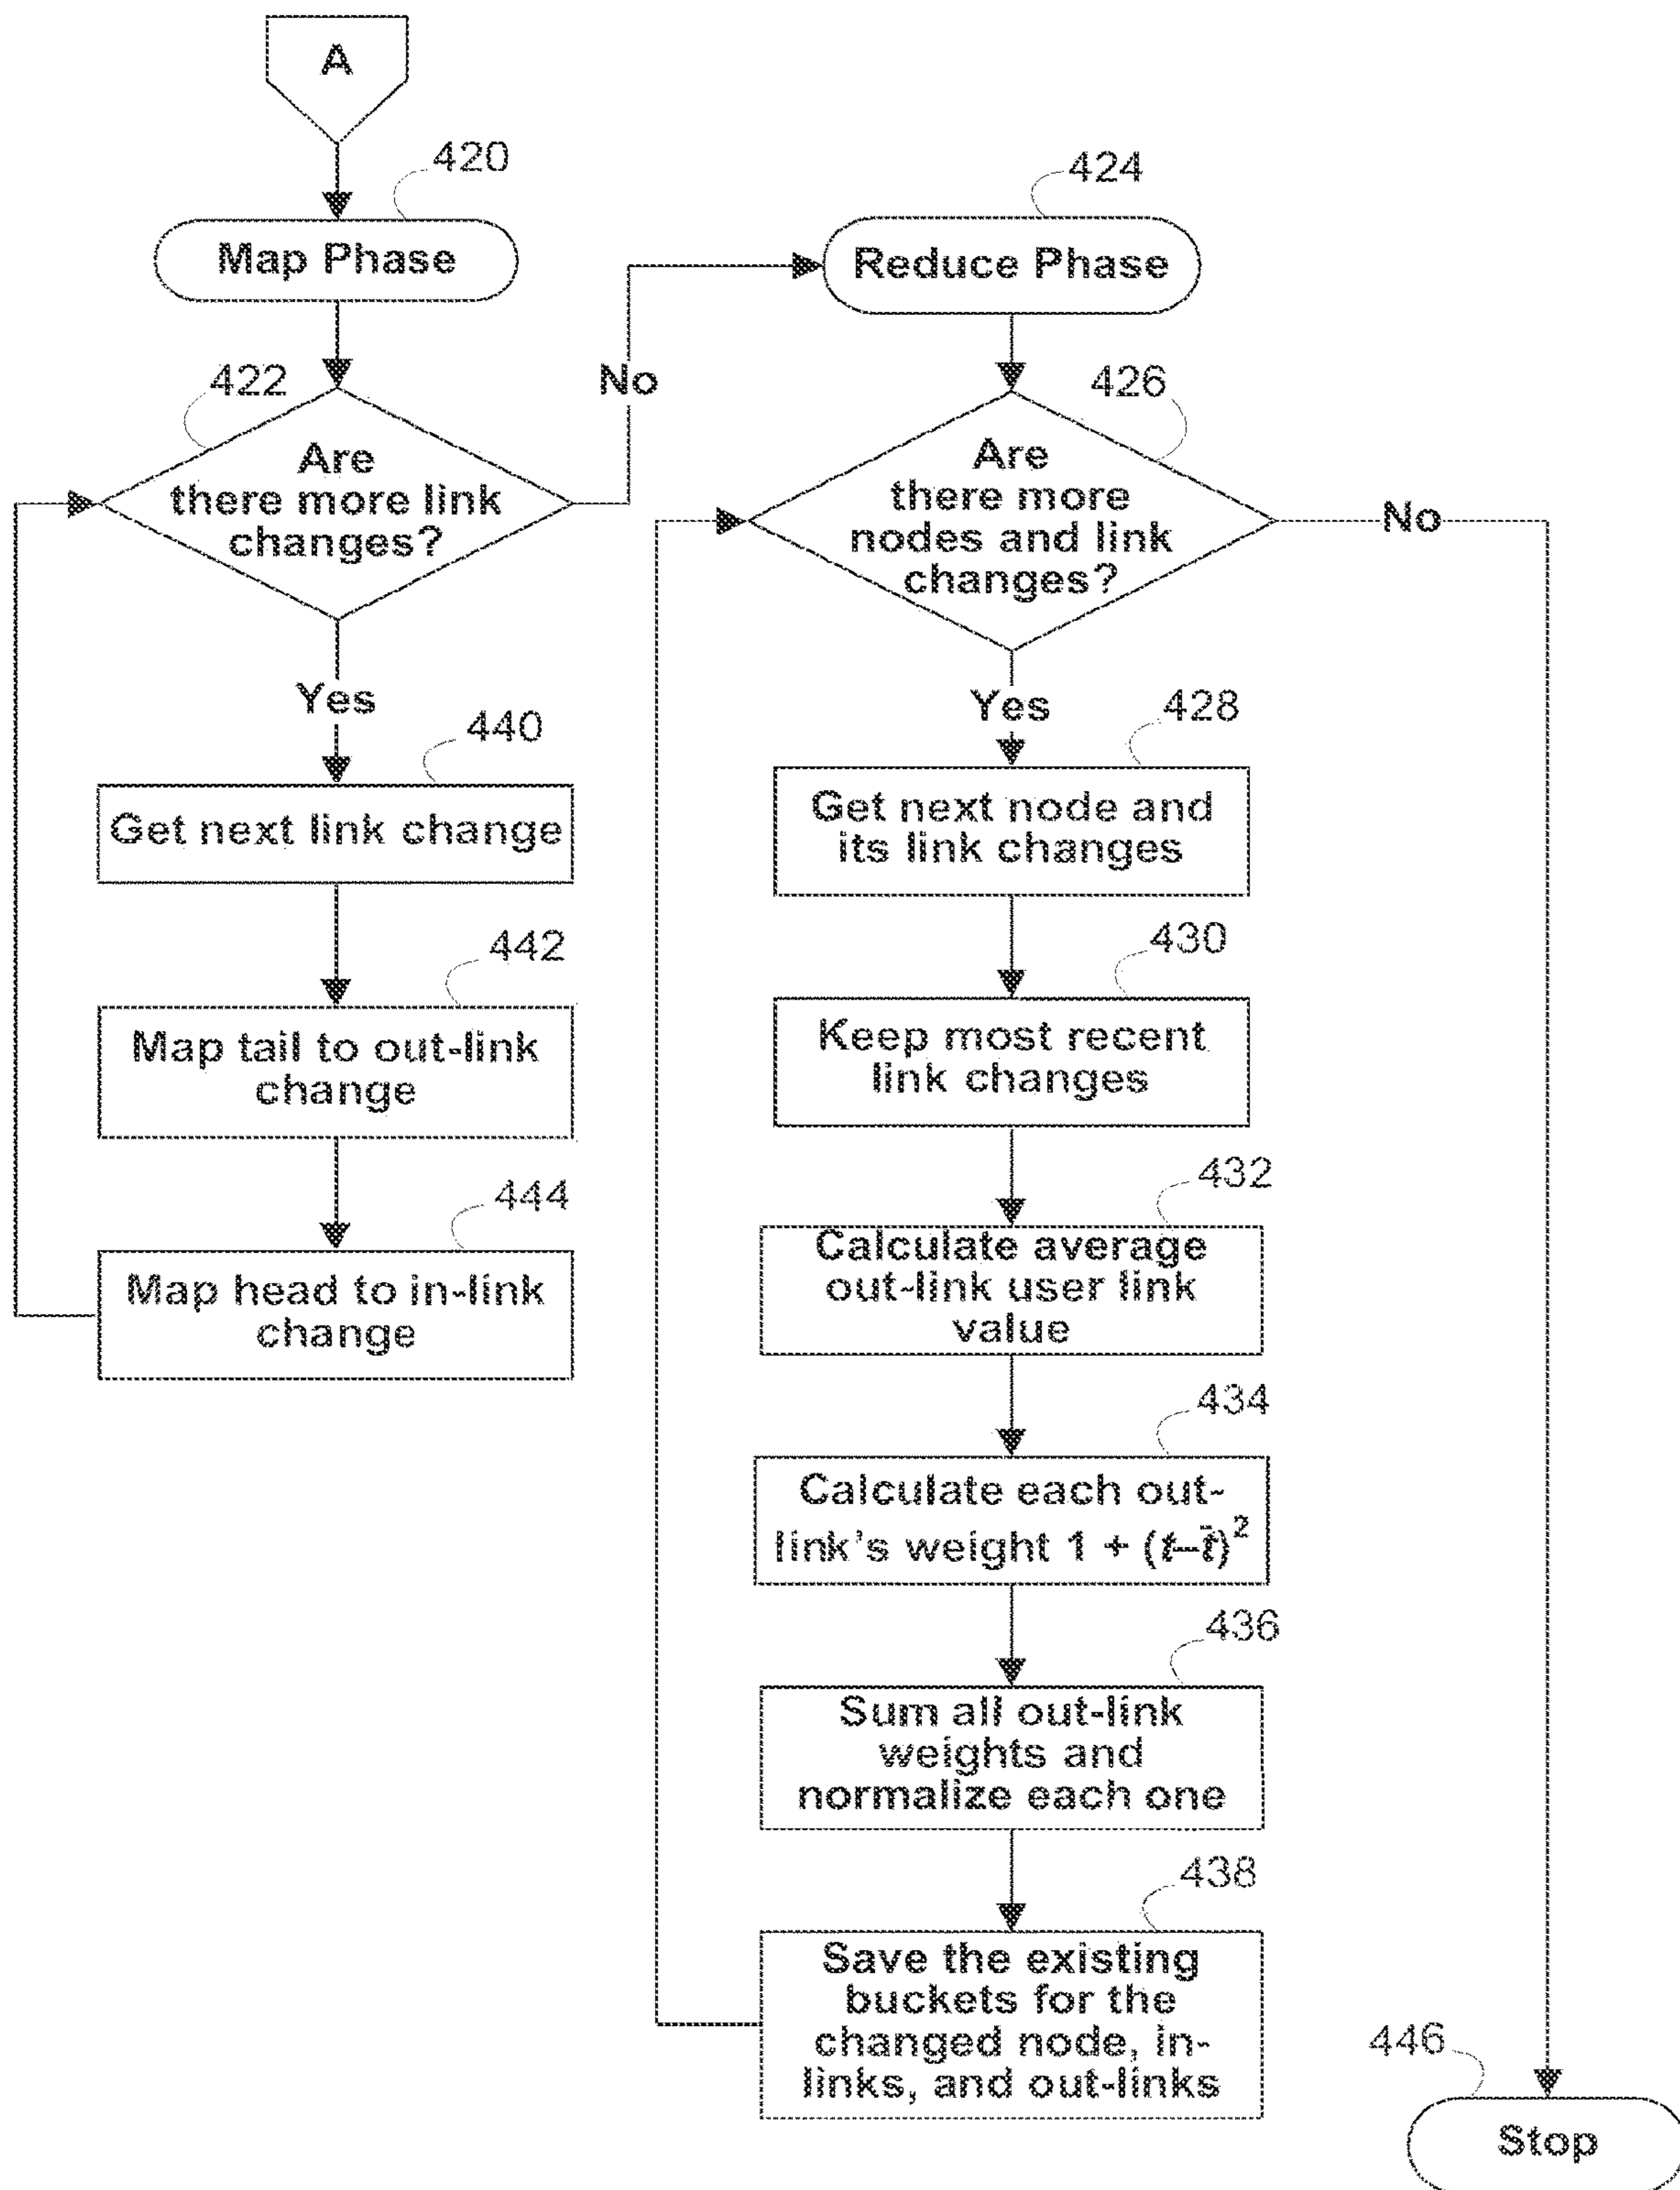 A
420
Map Phase
422
Are
there more link
changes?
No
Yes
440
Get next link change
442
Map tail to out-link
change
444
Map head to in-link
change
424
Reduce Phase
426
Are
there more
nodes and link
changes?
No
Yes
428
Get next node and
its link changes
430
Keep most recent
link changes
432
Calculate average
out-link user link
value
434
Calculate each out-
link's weight 1 + (t–t̄)²
436
Sum all out-link
weights and
normalize each one
438
Save the existing
buckets for the
changed node, in-
links, and out-links
446
Stop